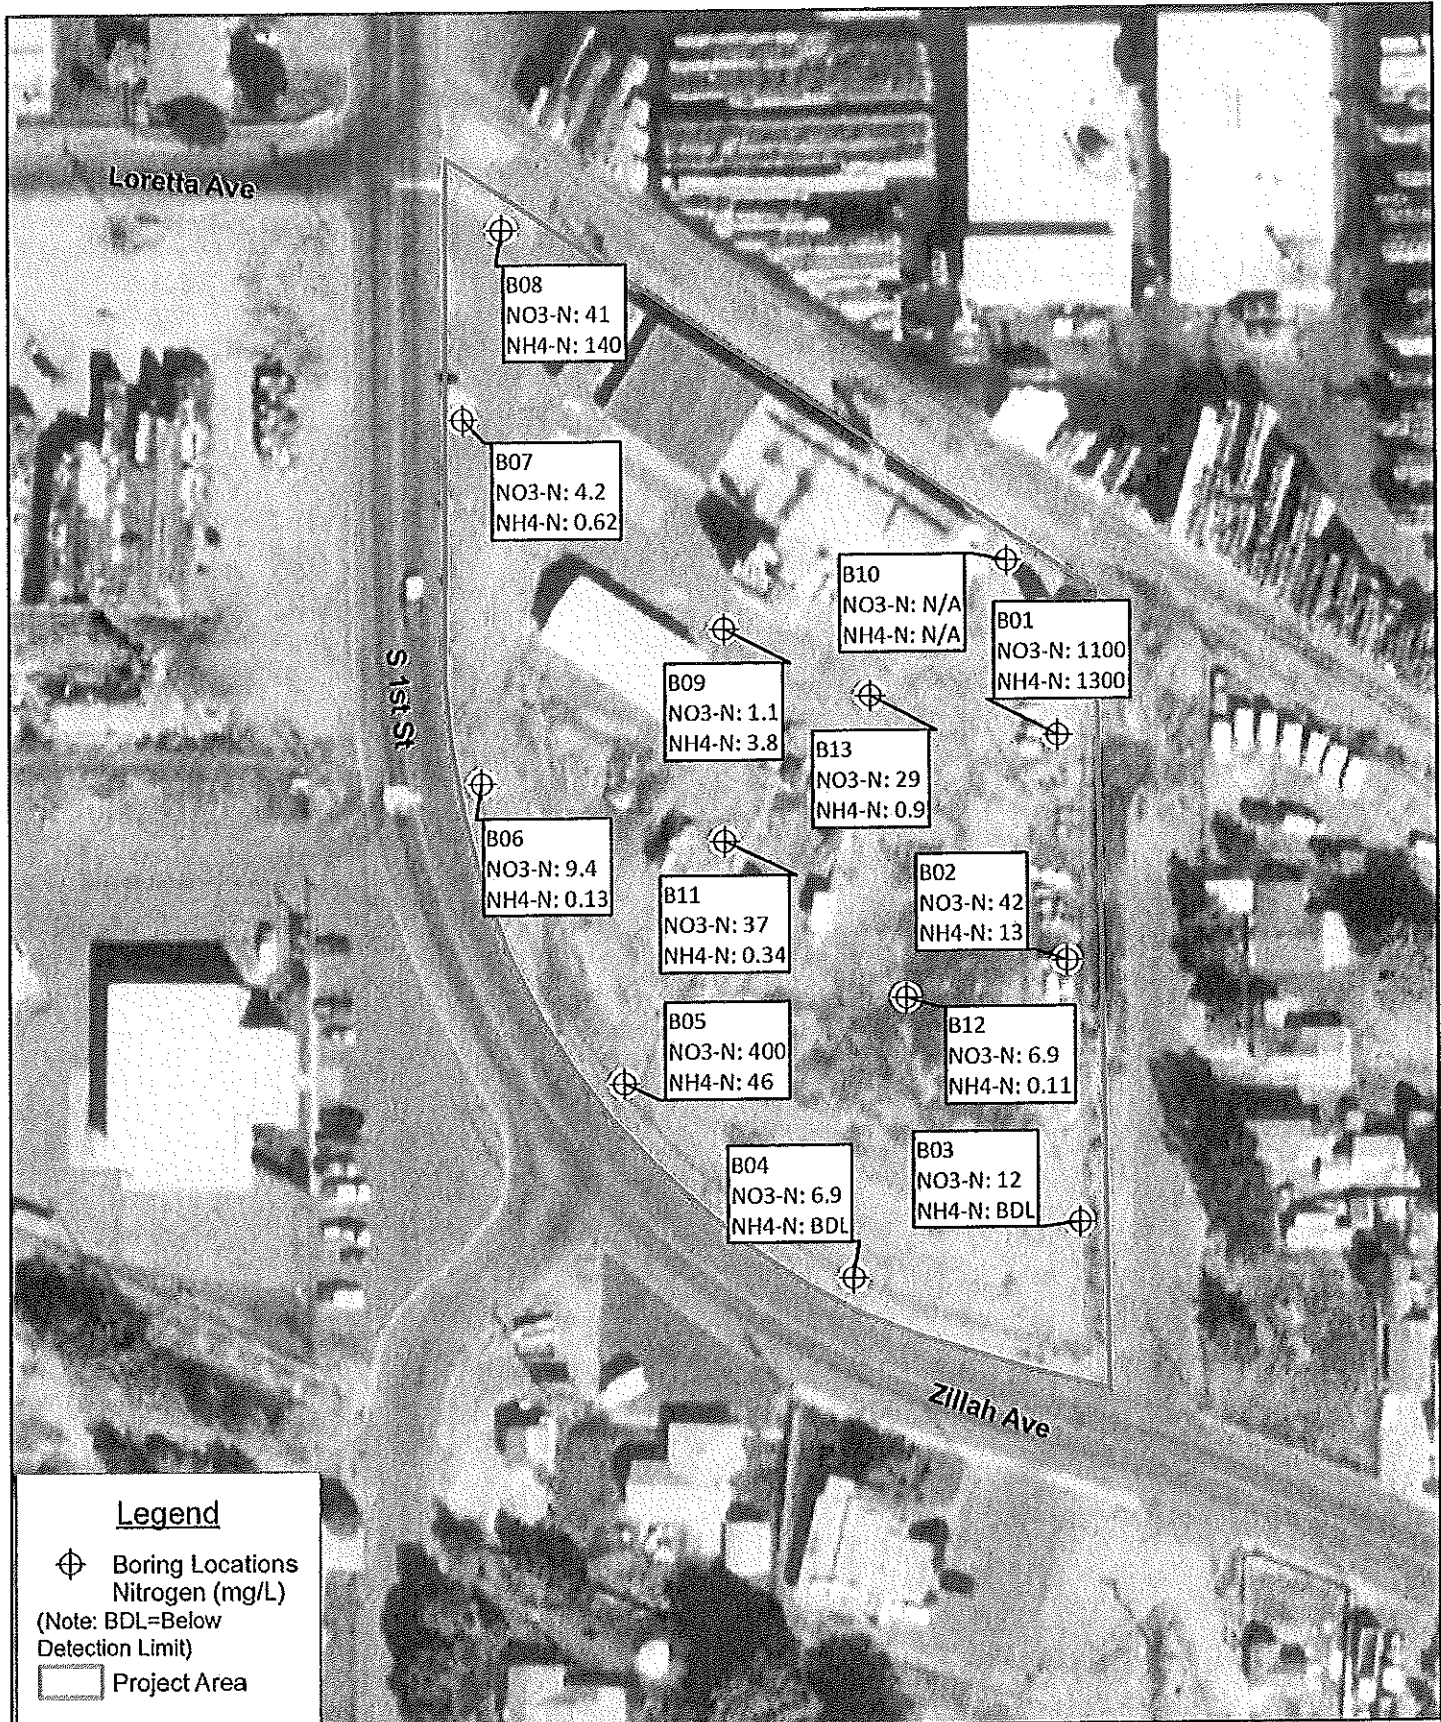 Loretta Ave
B08
NO3-N: 41
NH4-N: 140
B07
NO3-N: 4.2
NH4-N: 0.62
B10
NO3-N: N/A
NH4-N: N/A
B01
NO3-N: 1100
NH4-N: 1300
S 1st St
B09
NO3-N: 1.1
NH4-N: 3.8
B13
NO3-N: 29
NH4-N: 0.9
B06
NO3-N: 9.4
NH4-N: 0.13
B11
NO3-N: 37
NH4-N: 0.34
B02
NO3-N: 42
NH4-N: 13
B05
NO3-N: 400
NH4-N: 46
B12
NO3-N: 6.9
NH4-N: 0.11
B04
NO3-N: 6.9
NH4-N: BDL
B03
NO3-N: 12
NH4-N: BDL
Zillah Ave
Legend
Boring Locations
Nitrogen (mg/L)
(Note: BDL=Below
Detection Limit)
Project Area